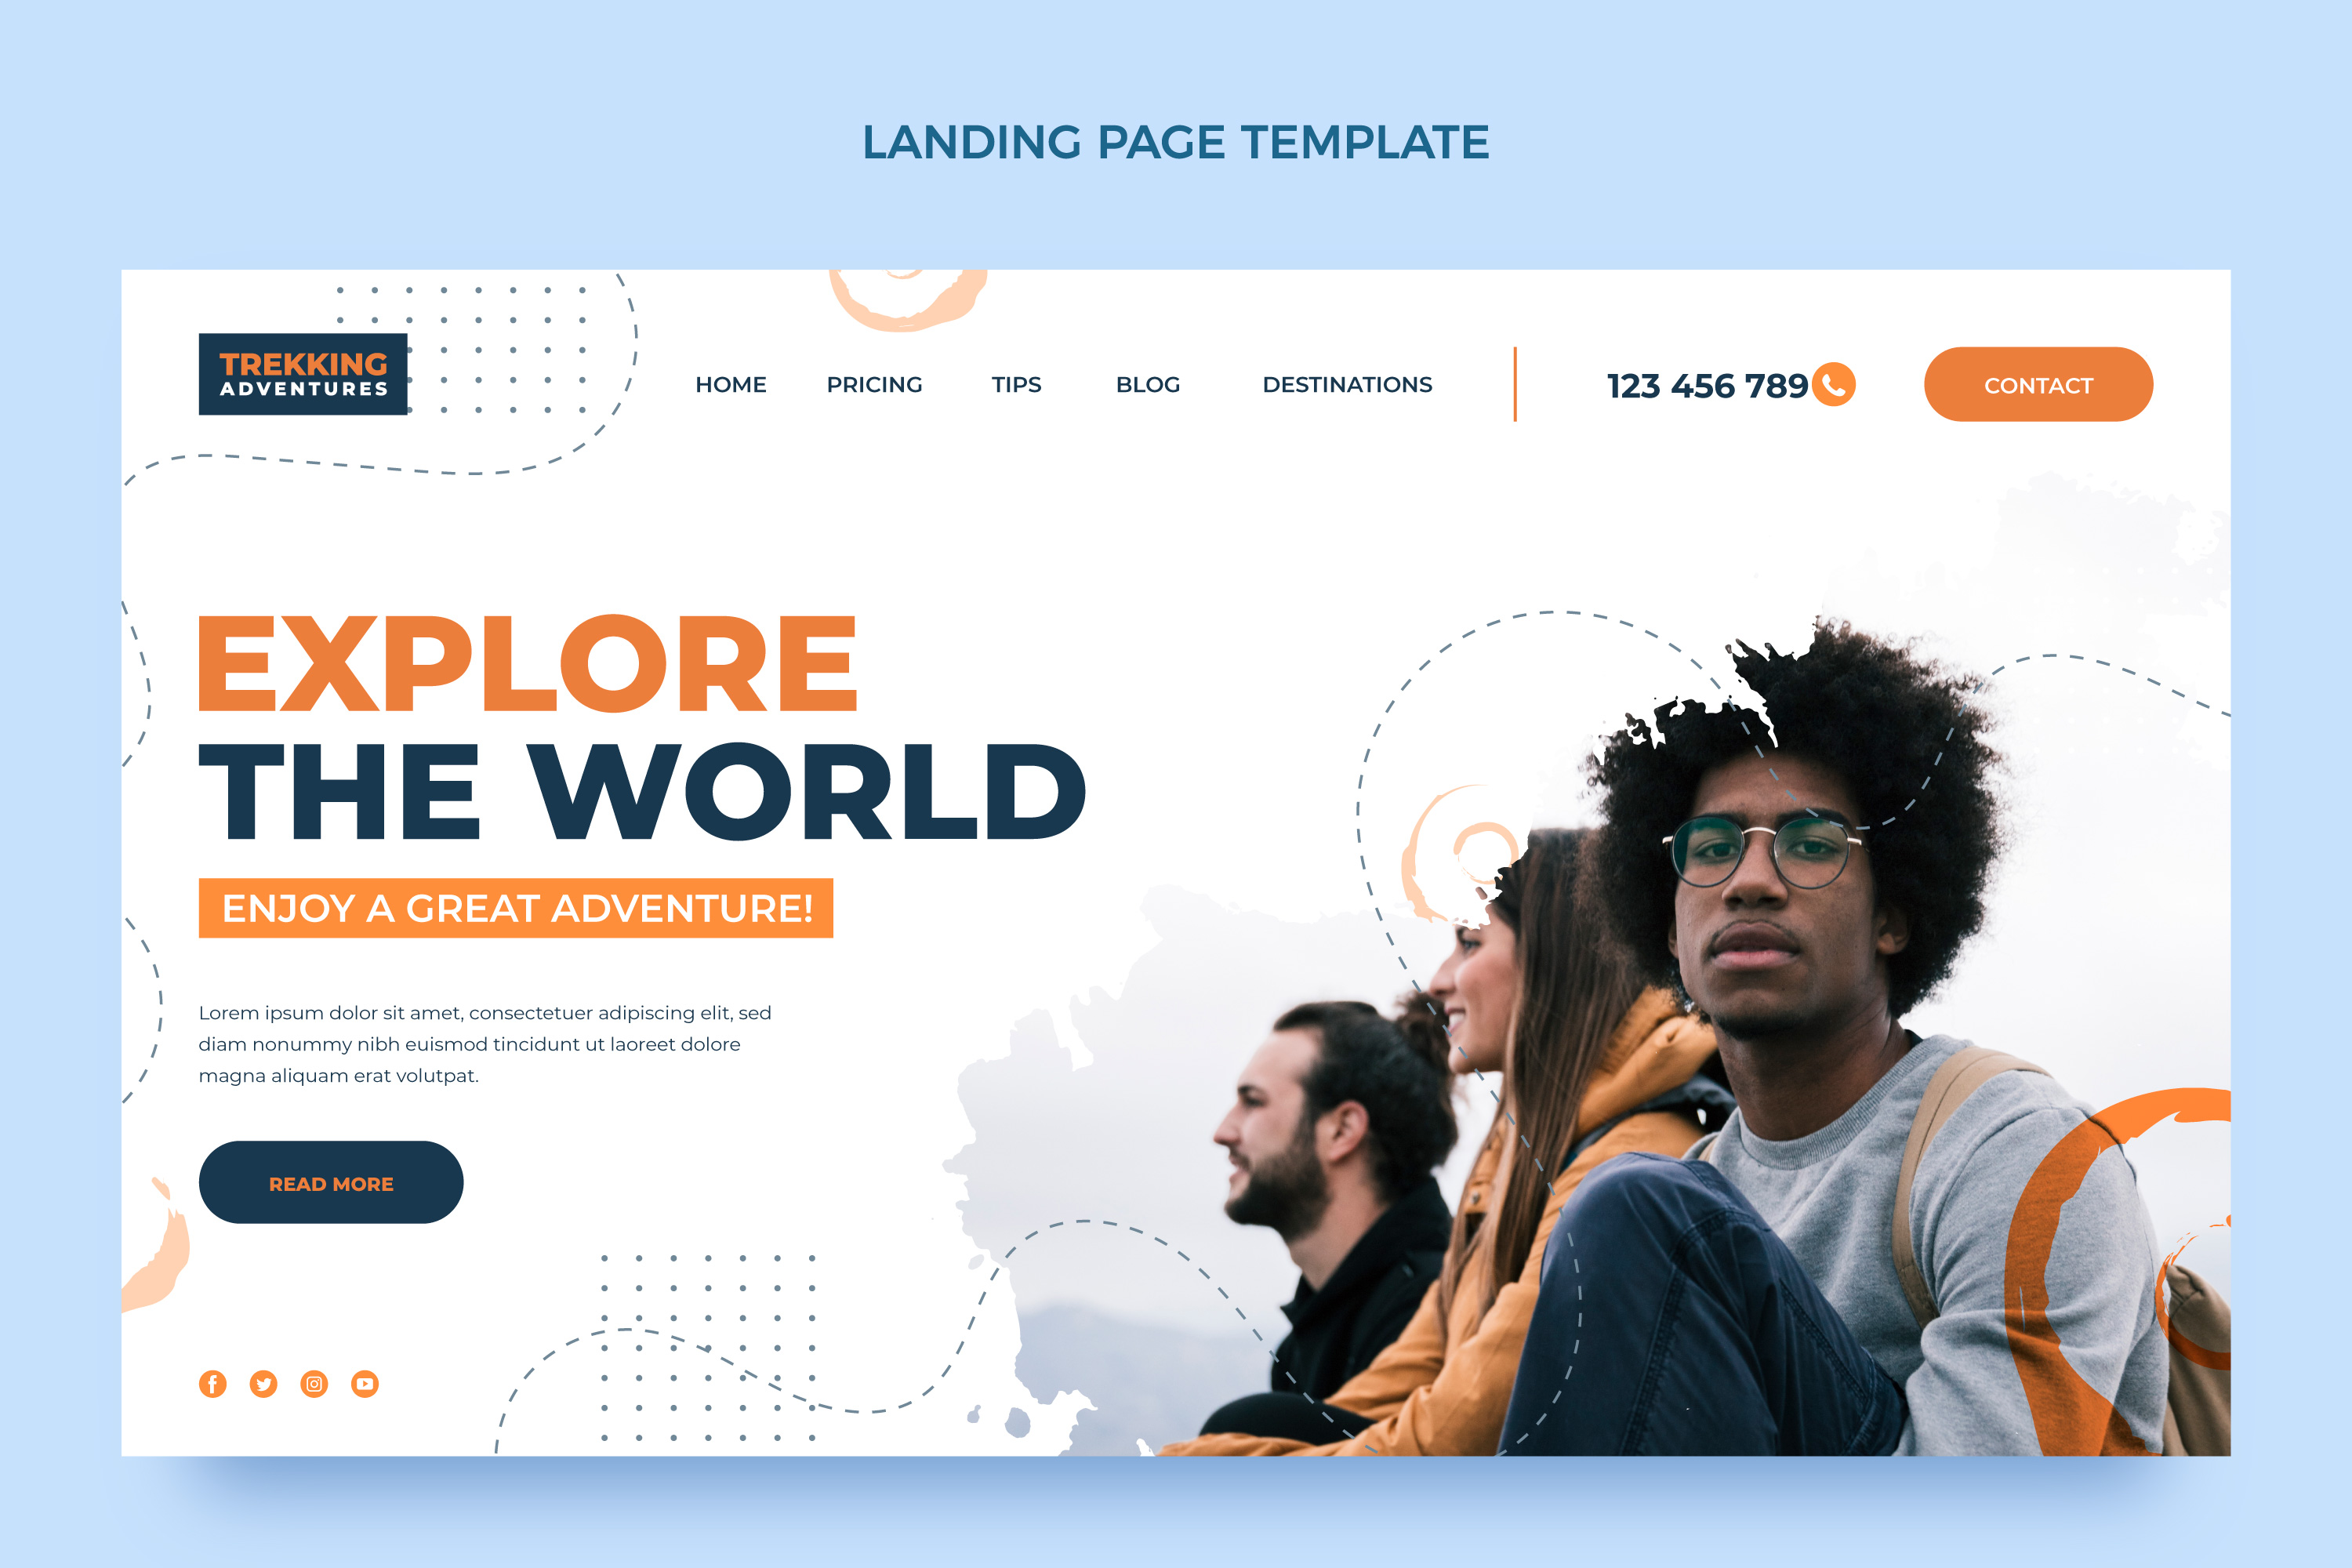 LANDING PAGE TEMPLATE
TREKKING
ADVENTURES
HOME PRICING TIPS BLOG DESTINATIONS 123 456 789 CONTACT
EXPLORE
THE WORLD
ENJOY A GREAT ADVENTURE!
Lorem ipsum dolor sit amet, consectetuer adipiscing elit, sed
diam nonummy nibh euismod tincidunt ut laoreet dolore
magna aliquam erat volutpat.
READ MORE